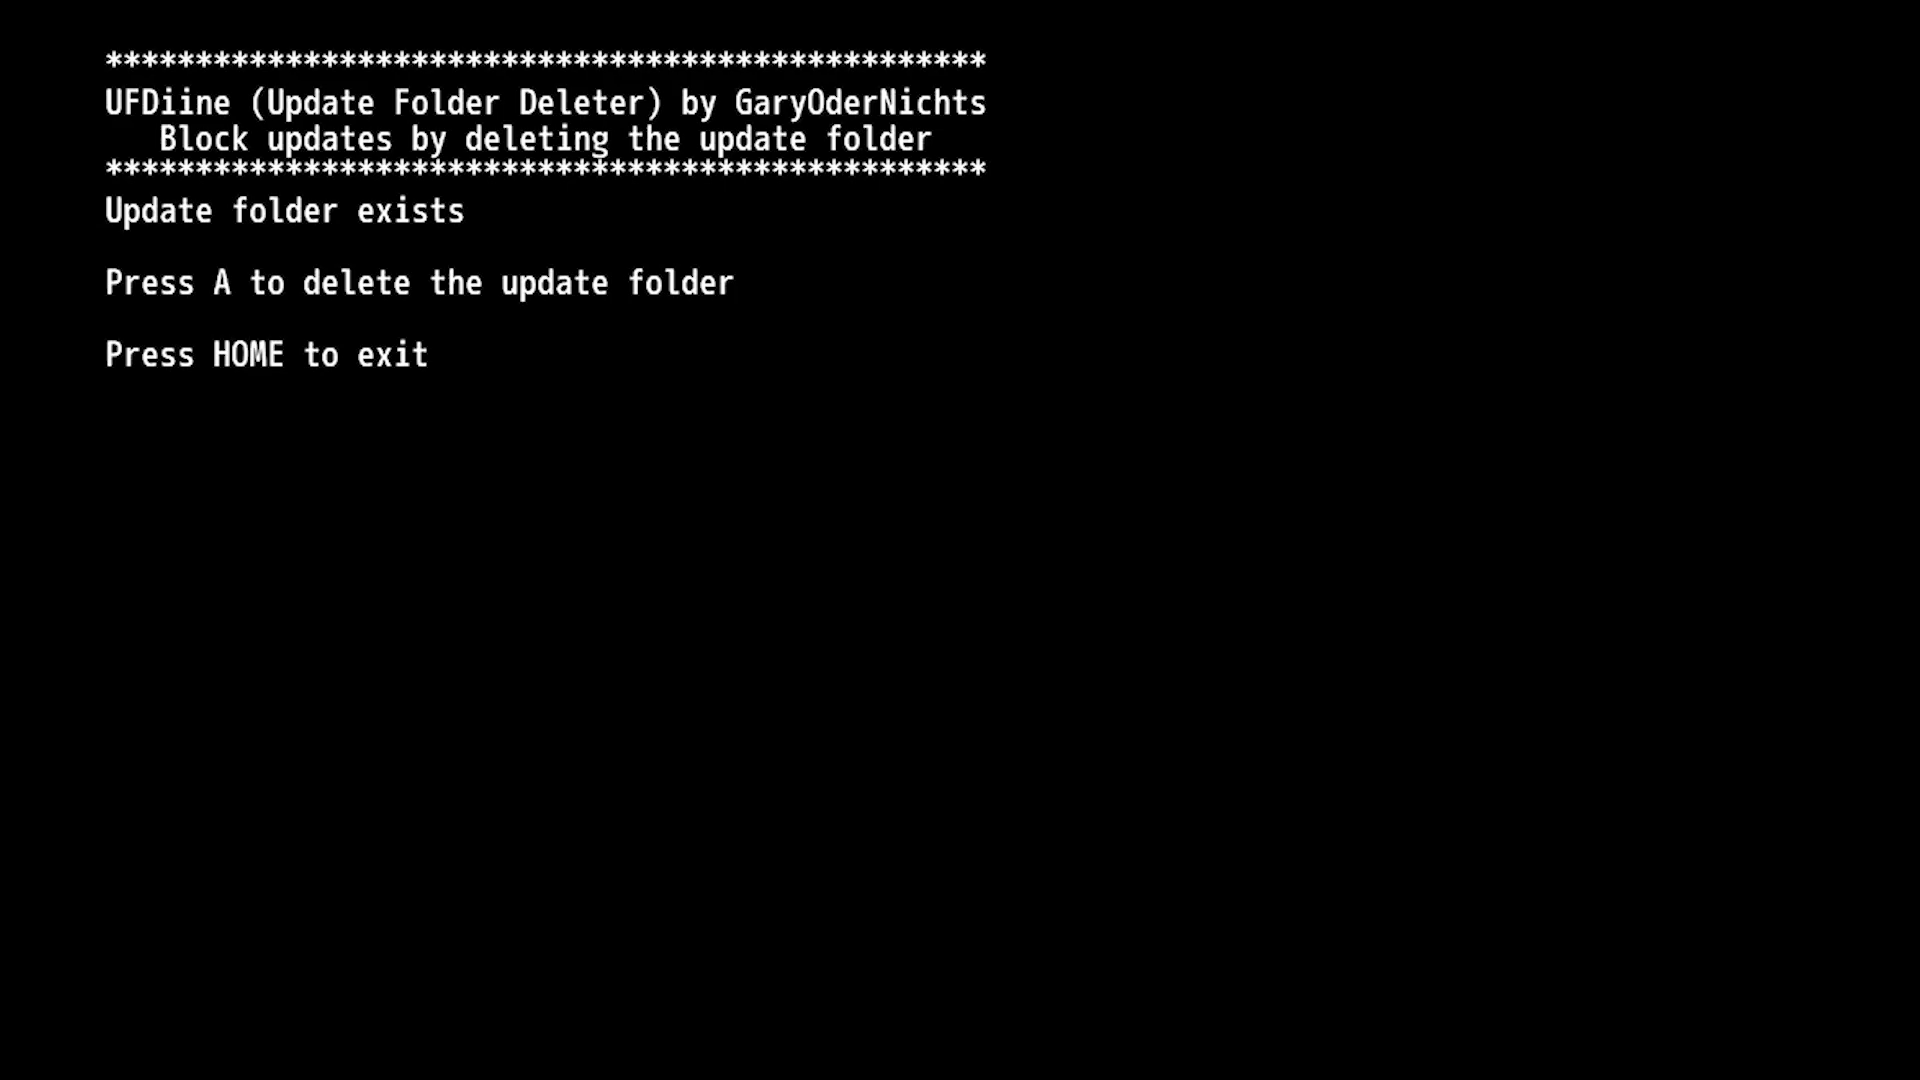 *************************************************
UFDiine (Update Folder Deleter) by GaryOderNichts
Block updates by deleting the update folder
*************************************************
Update folder exists
Press A to delete the update folder
Press HOME to exit